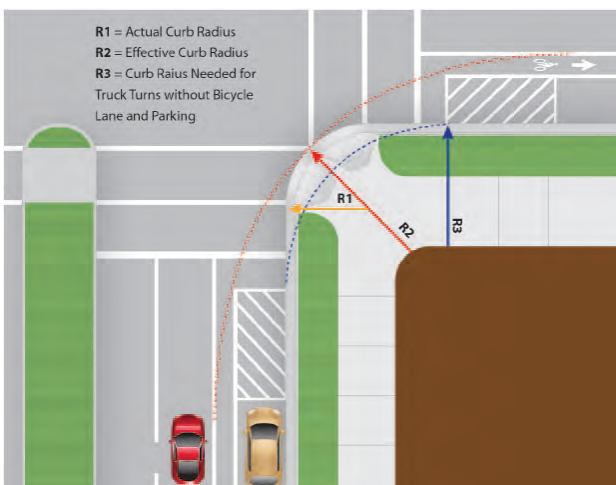 R1 = Actual Curb Radius
R2 = Effective Curb Radius
R3 = Curb Raius Needed for
Truck Turns without Bicycle
Lane and Parking
R1
R2
R3